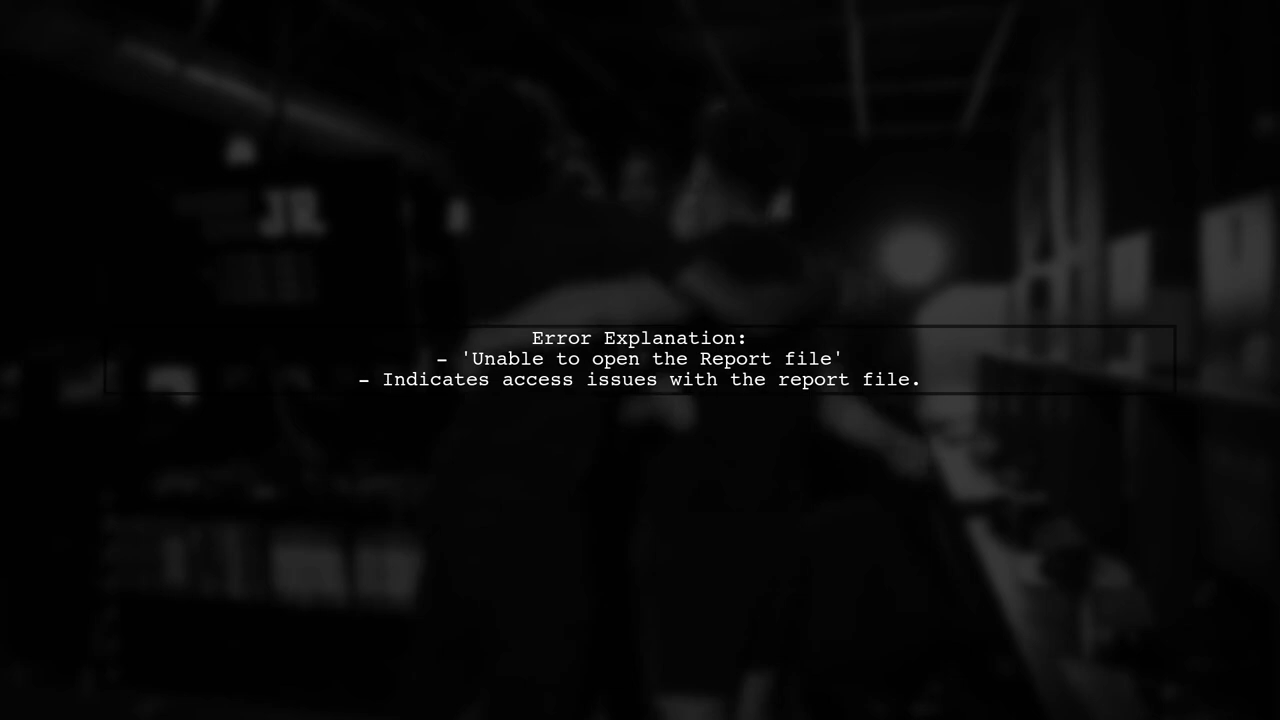 Error Explanation:
- 'Unable to open the Report file'
- Indicates access issues with the report file.